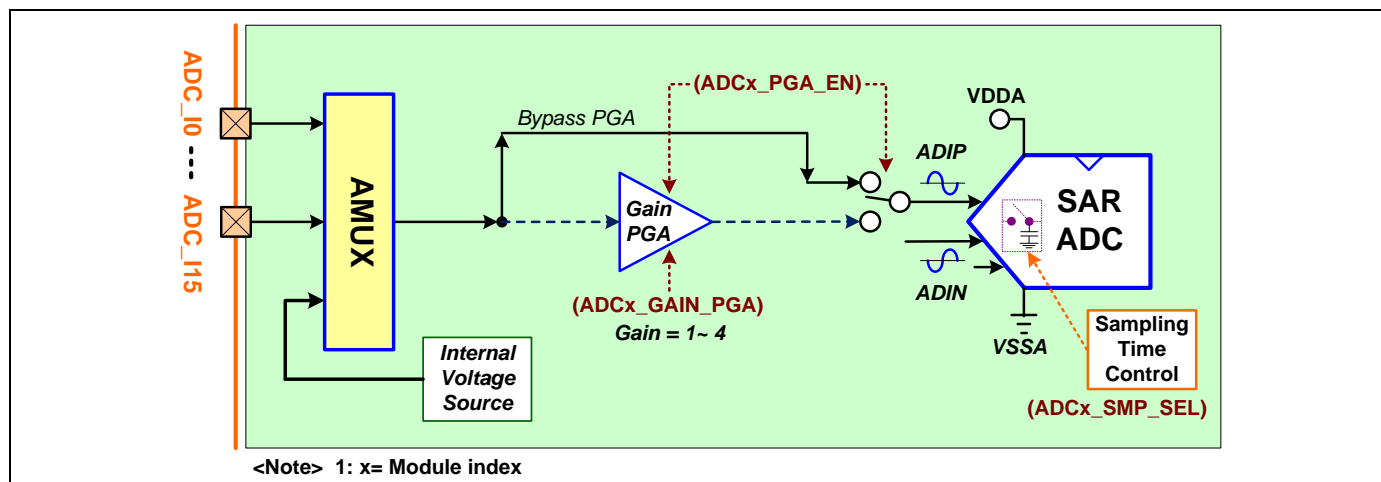 ADC_I0
ADC_I15
AMUX
Bypass PGA
(ADCx_PGA_EN)
Gain
PGA
(ADCx_GAIN_PGA)
Gain = 1~ 4
Internal
Voltage
Source
VDDA
ADIP
ADIN
SAR
ADC
VSSA
Sampling
Time
Control
(ADCx_SMP_SEL)
<Note> 1: x= Module index